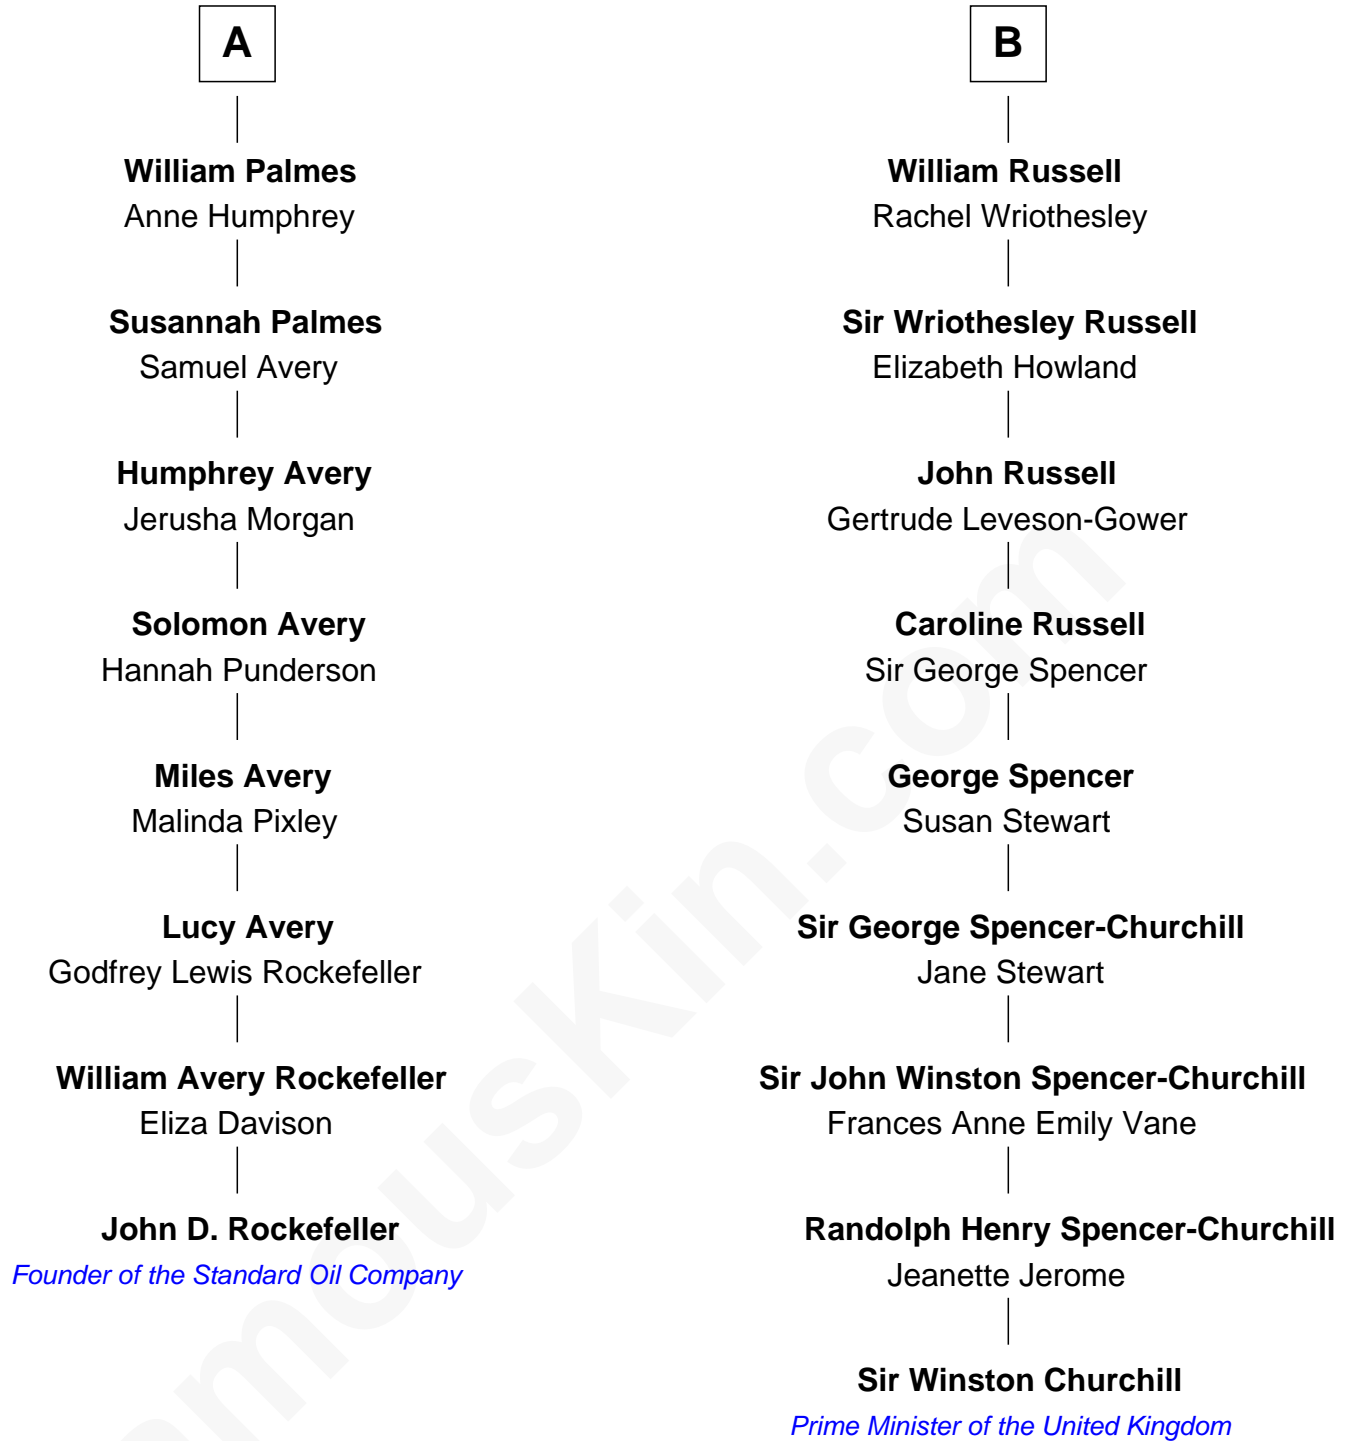 A
William Palmes
Anne Humphrey
Susannah Palmes
Samuel Avery
Humphrey Avery
Jerusha Morgan
Solomon Avery
Hannah Punderson
Miles Avery
Malinda Pixley
Lucy Avery
Godfrey Lewis Rockefeller
William Avery Rockefeller
Eliza Davison
John D. Rockefeller
Founder of the Standard Oil Company
B
William Russell
Rachel Wriothesley
Sir Wriothesley Russell
Elizabeth Howland
John Russell
Gertrude Leveson-Gower
Caroline Russell
Sir George Spencer
George Spencer
Susan Stewart
Sir George Spencer-Churchill
Jane Stewart
Sir John Winston Spencer-Churchill
Frances Anne Emily Vane
Randolph Henry Spencer-Churchill
Jeanette Jerome
Sir Winston Churchill
Prime Minister of the United Kingdom
amousKin.com